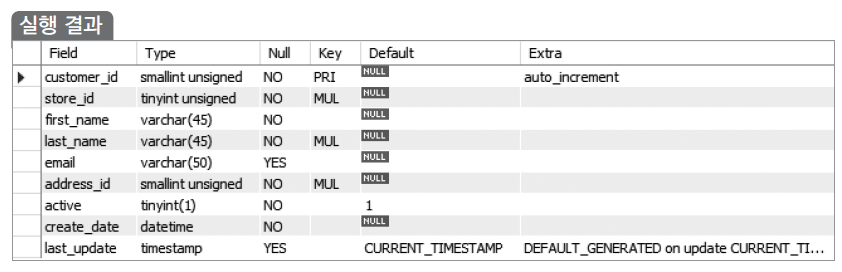 실행 결과
Field Type Null Key Default Extra
customer_id smallint unsigned NO PRI NULL auto_increment
store_id tinyint unsigned NO MUL NULL
first_name varchar(45) NO NULL
last_name varchar(45) NO MUL NULL
email varchar(50) YES NULL
address_id smallint unsigned NO MUL NULL
active tinyint(1) NO 1
create_date datetime NO NULL
last_update timestamp YES CURRENT_TIMESTAMP DEFAULT_GENERATED on update CURRENT_TI...